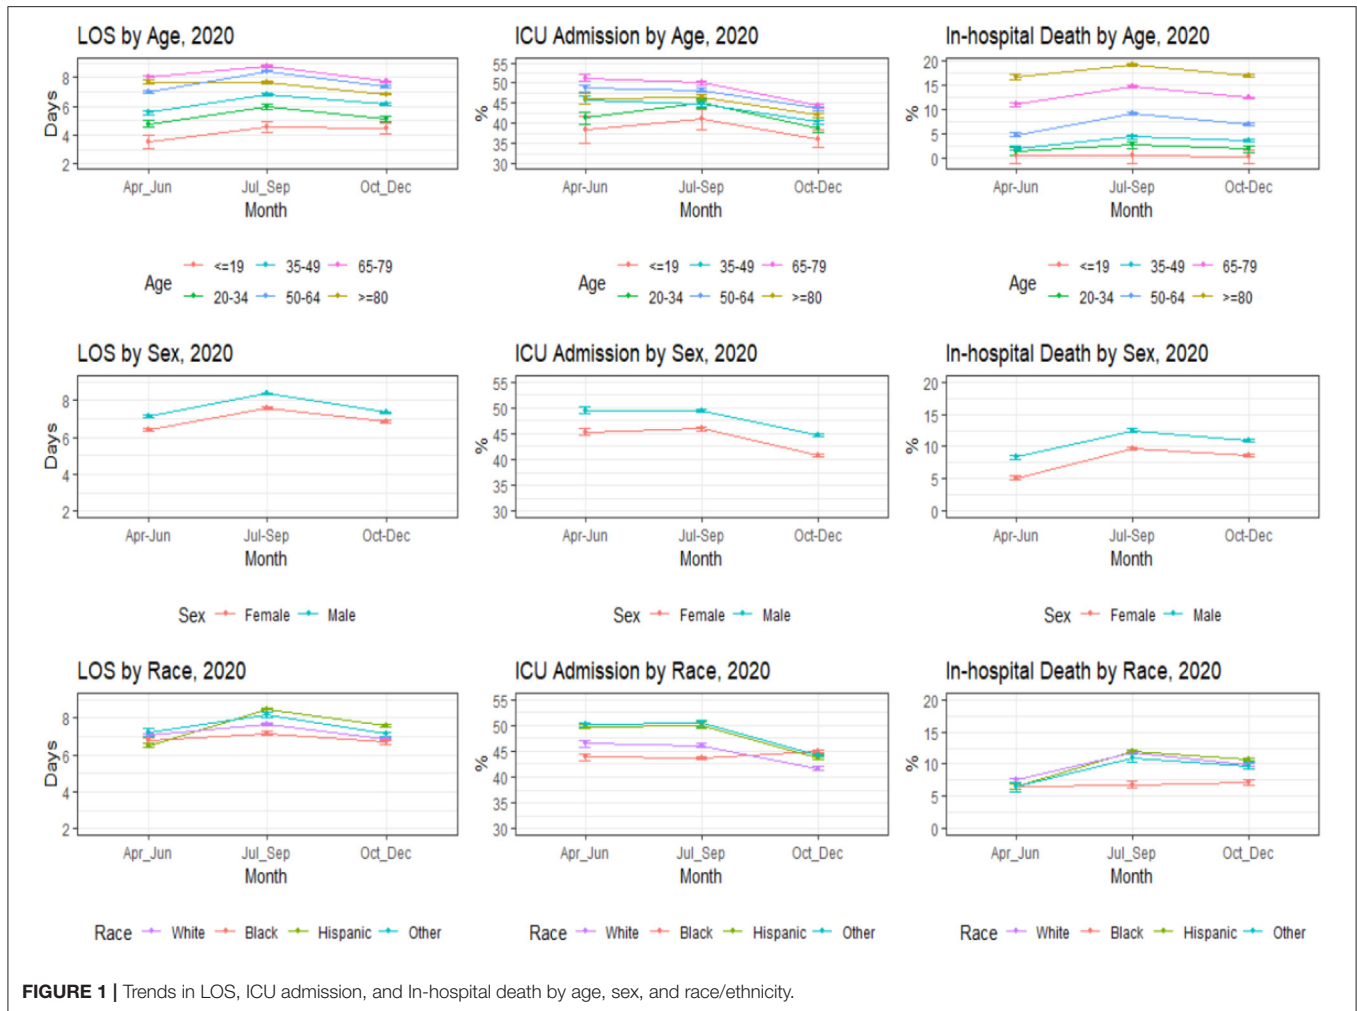 LOS by Age, 2020
Days
8
6
4
2
Apr_Jun Jul_Sep Oct_Dec
Month
Age <=19 35-49 65-79
20-34 50-64 >=80
ICU Admission by Age, 2020
%
55
50
45
40
35
30
Apr-Jun Jul-Sep Oct-Dec
Month
Age <=19 35-49 65-79
20-34 50-64 >=80
In-hospital Death by Age, 2020
%
20
15
10
5
0
Apr-Jun Jul-Sep Oct-Dec
Month
Age <=19 35-49 65-79
20-34 50-64 >=80
LOS by Sex, 2020
Days
8
6
4
2
Apr-Jun Jul-Sep Oct-Dec
Month
Sex Female Male
ICU Admission by Sex, 2020
%
55
50
45
40
35
30
Apr-Jun Jul-Sep Oct-Dec
Month
Sex Female Male
In-hospital Death by Sex, 2020
%
20
15
10
5
0
Apr-Jun Jul-Sep Oct-Dec
Month
Sex Female Male
LOS by Race, 2020
Days
8
6
4
2
Apr_Jun Jul_Sep Oct_Dec
Month
Race White Black Hispanic Other
ICU Admission by Race, 2020
%
55
50
45
40
35
30
Apr_Jun Jul_Sep Oct_Dec
Month
Race White Black Hispanic Other
In-hospital Death by Race, 2020
%
20
15
10
5
0
Apr_Jun Jul_Sep Oct_Dec
Month
Race White Black Hispanic Other
FIGURE 1 | Trends in LOS, ICU admission, and In-hospital death by age, sex, and race/ethnicity.